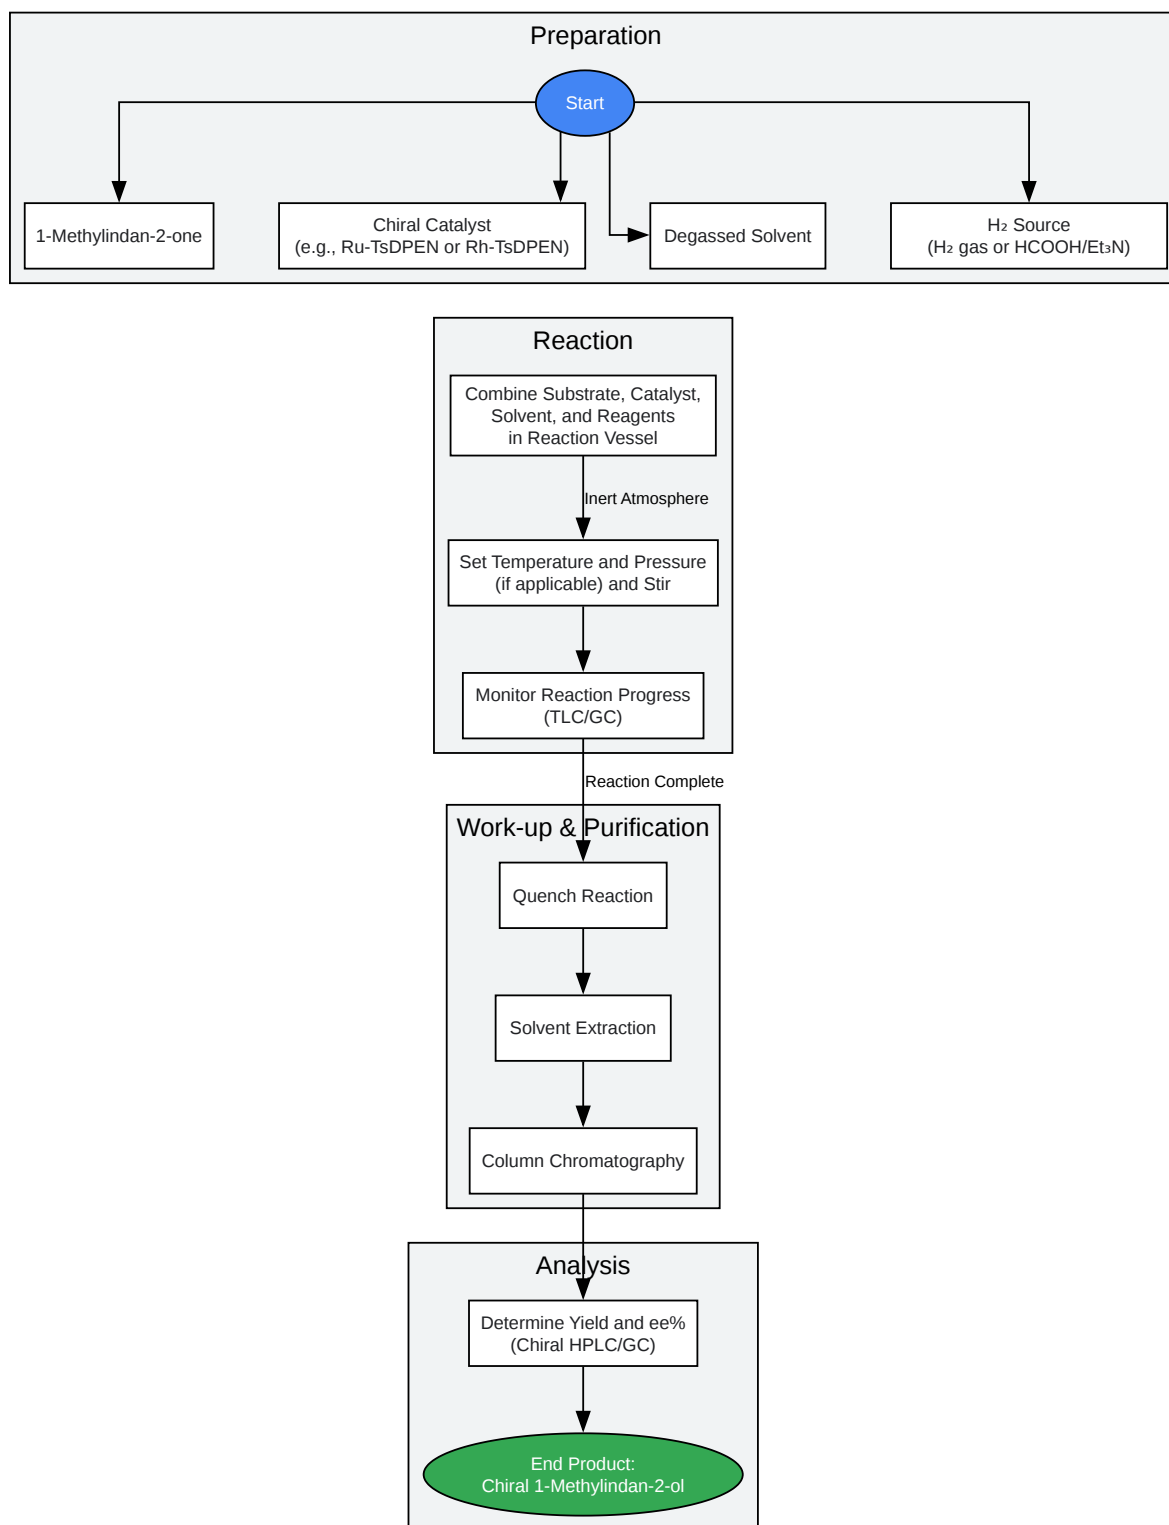 Preparation
Start
1-Methylindan-2-one
Chiral Catalyst
(e.g., Ru-TsDPEN or Rh-TsDPEN)
Degassed Solvent
H₂ Source
(H₂ gas or HCOOH/Et₃N)
Reaction
Combine Substrate, Catalyst,
Solvent, and Reagents
in Reaction Vessel
Inert Atmosphere
Set Temperature and Pressure
(if applicable) and Stir
Monitor Reaction Progress
(TLC/GC)
Reaction Complete
Work-up & Purification
Quench Reaction
Solvent Extraction
Column Chromatography
Analysis
Determine Yield and ee%
(Chiral HPLC/GC)
End Product:
Chiral 1-Methylindan-2-ol